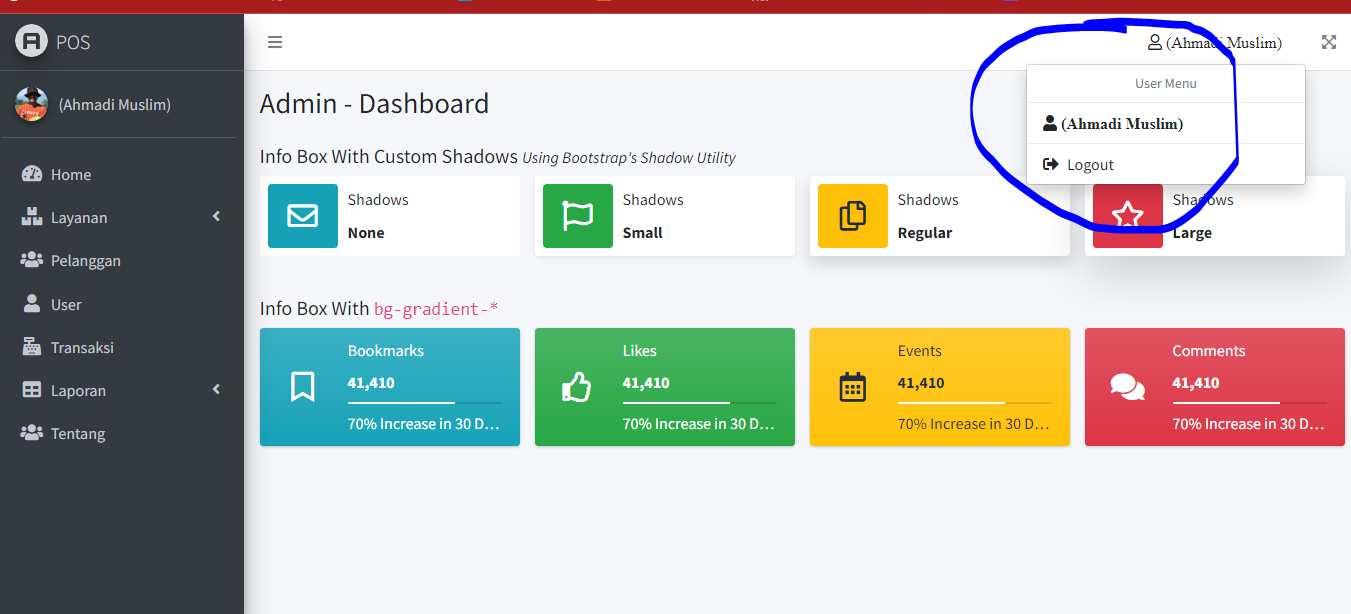 POS
(Ahmadi Muslim)
(Ahmadi Muslim)
User Menu
(Ahmadi Muslim)
Logout
Home
Layanan
Pelanggan
User
Transaksi
Laporan
Tentang
Admin - Dashboard
Info Box With Custom Shadows Using Bootstrap's Shadow Utility
Shadows
None
Shadows
Small
Shadows
Regular
Shadows
Large
Info Box With bg-gradient-*
Bookmarks
41,410
70% Increase in 30 D...
Likes
41,410
70% Increase in 30 D...
Events
41,410
70% Increase in 30 D...
Comments
41,410
70% Increase in 30 D...